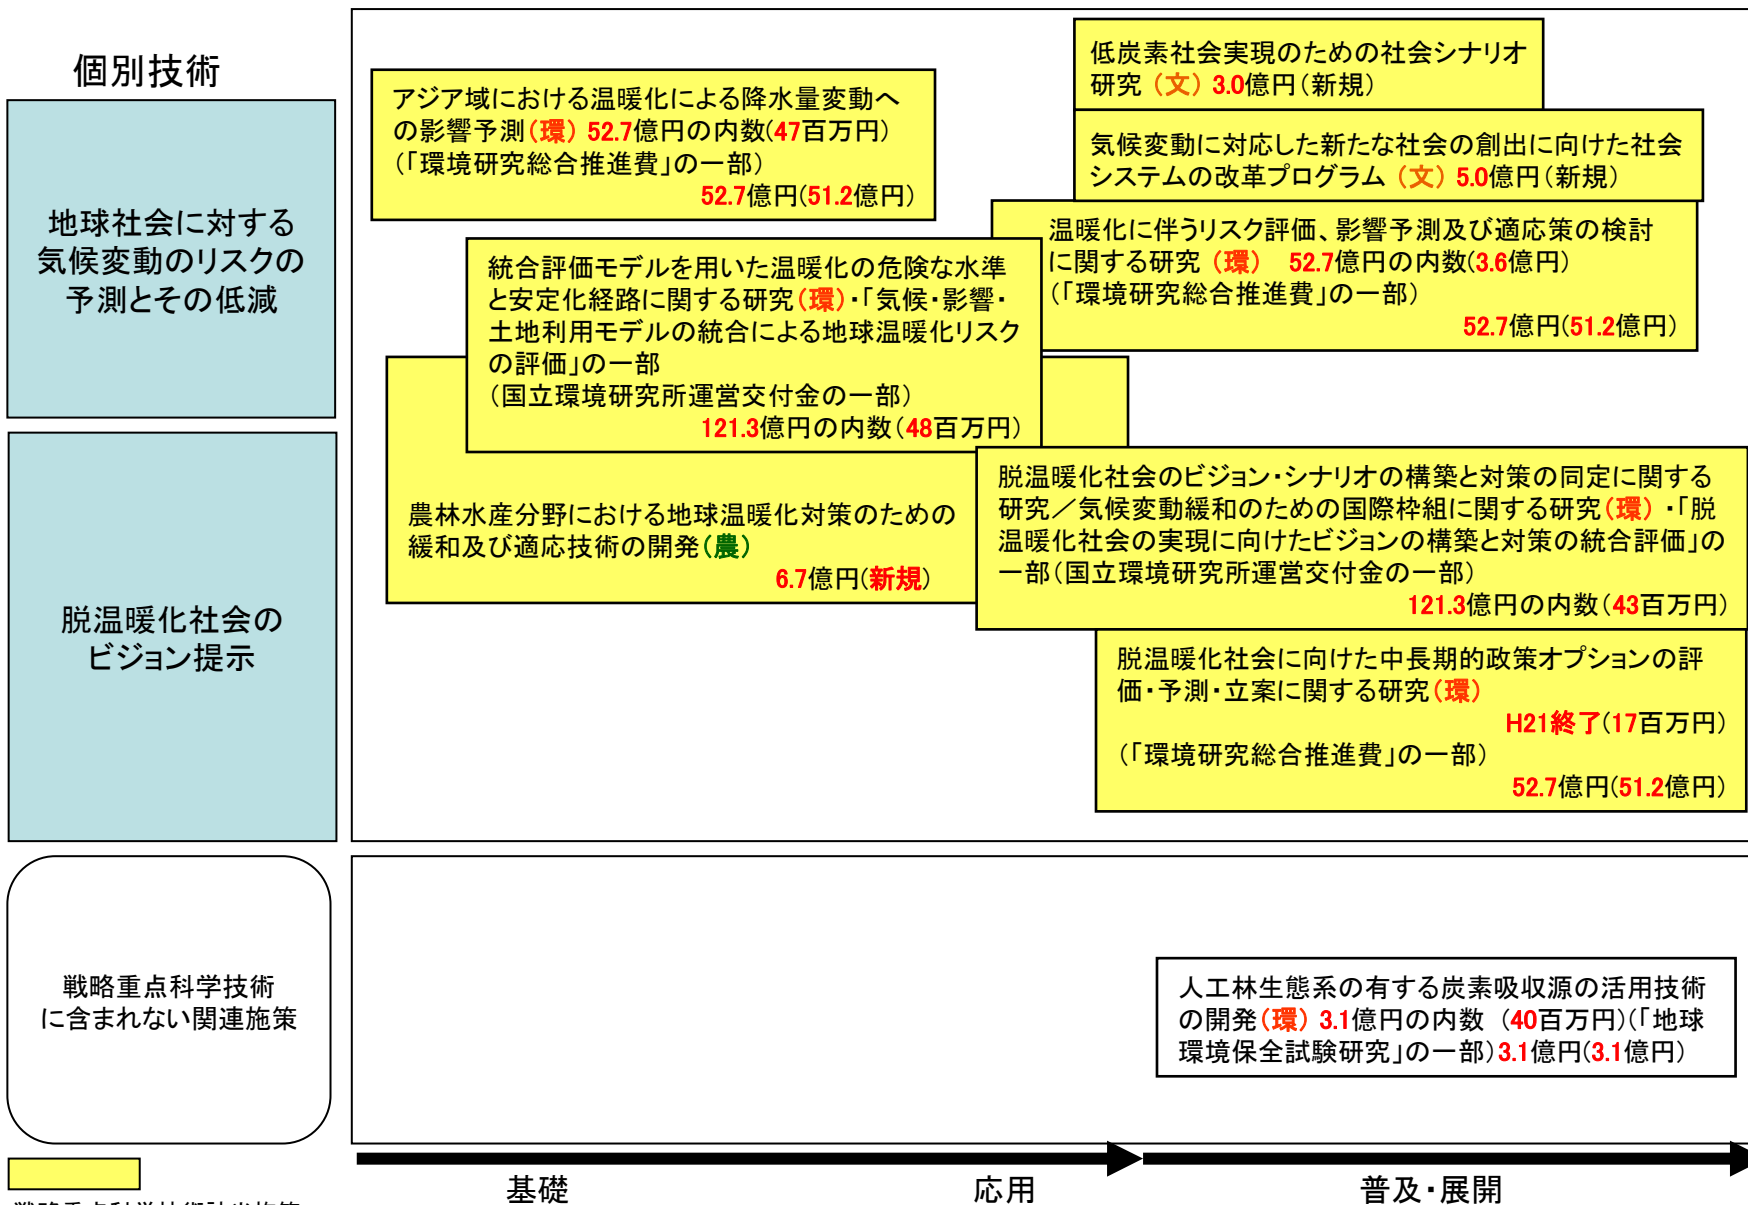 個別技術
地球社会に対する
気候変動のリスクの
予測とその低減
脱温暖化社会の
ビジョン提示
戦略重点科学技術
に含まれない関連施策
アジア域における温暖化による降水量変動へ
の影響予測(環) 52.7億円の内数(47百万円)
(「環境研究総合推進費」の一部)
52.7億円(51.2億円)
低炭素社会実現のための社会シナリオ
研究 (文) 3.0億円(新規)
気候変動に対応した新たな社会の創出に向けた社会
システムの改革プログラム (文) 5.0億円(新規)
温暖化に伴うリスク評価、影響予測及び適応策の検討
に関する研究 (環) 52.7億円の内数(3.6億円)
(「環境研究総合推進費」の一部)
52.7億円(51.2億円)
統合評価モデルを用いた温暖化の危険な水準
と安定化経路に関する研究(環)・「気候・影響・
土地利用モデルの統合による地球温暖化リスク
の評価」の一部
(国立環境研究所運営交付金の一部)
121.3億円の内数(48百万円)
農林水産分野における地球温暖化対策のための
緩和及び適応技術の開発(農)
6.7億円(新規)
脱温暖化社会のビジョン・シナリオの構築と対策の同定に関する
研究／気候変動緩和のための国際枠組に関する研究(環)・「脱
温暖化社会の実現に向けたビジョンの構築と対策の統合評価」の
一部(国立環境研究所運営交付金の一部)
121.3億円の内数(43百万円)
脱温暖化社会に向けた中長期的政策オプションの評
価・予測・立案に関する研究(環)
H21終了(17百万円)
(「環境研究総合推進費」の一部)
52.7億円(51.2億円)
人工林生態系の有する炭素吸収源の活用技術
の開発(環) 3.1億円の内数 (40百万円)(「地球
環境保全試験研究」の一部)3.1億円(3.1億円)
基礎
応用
普及・展開